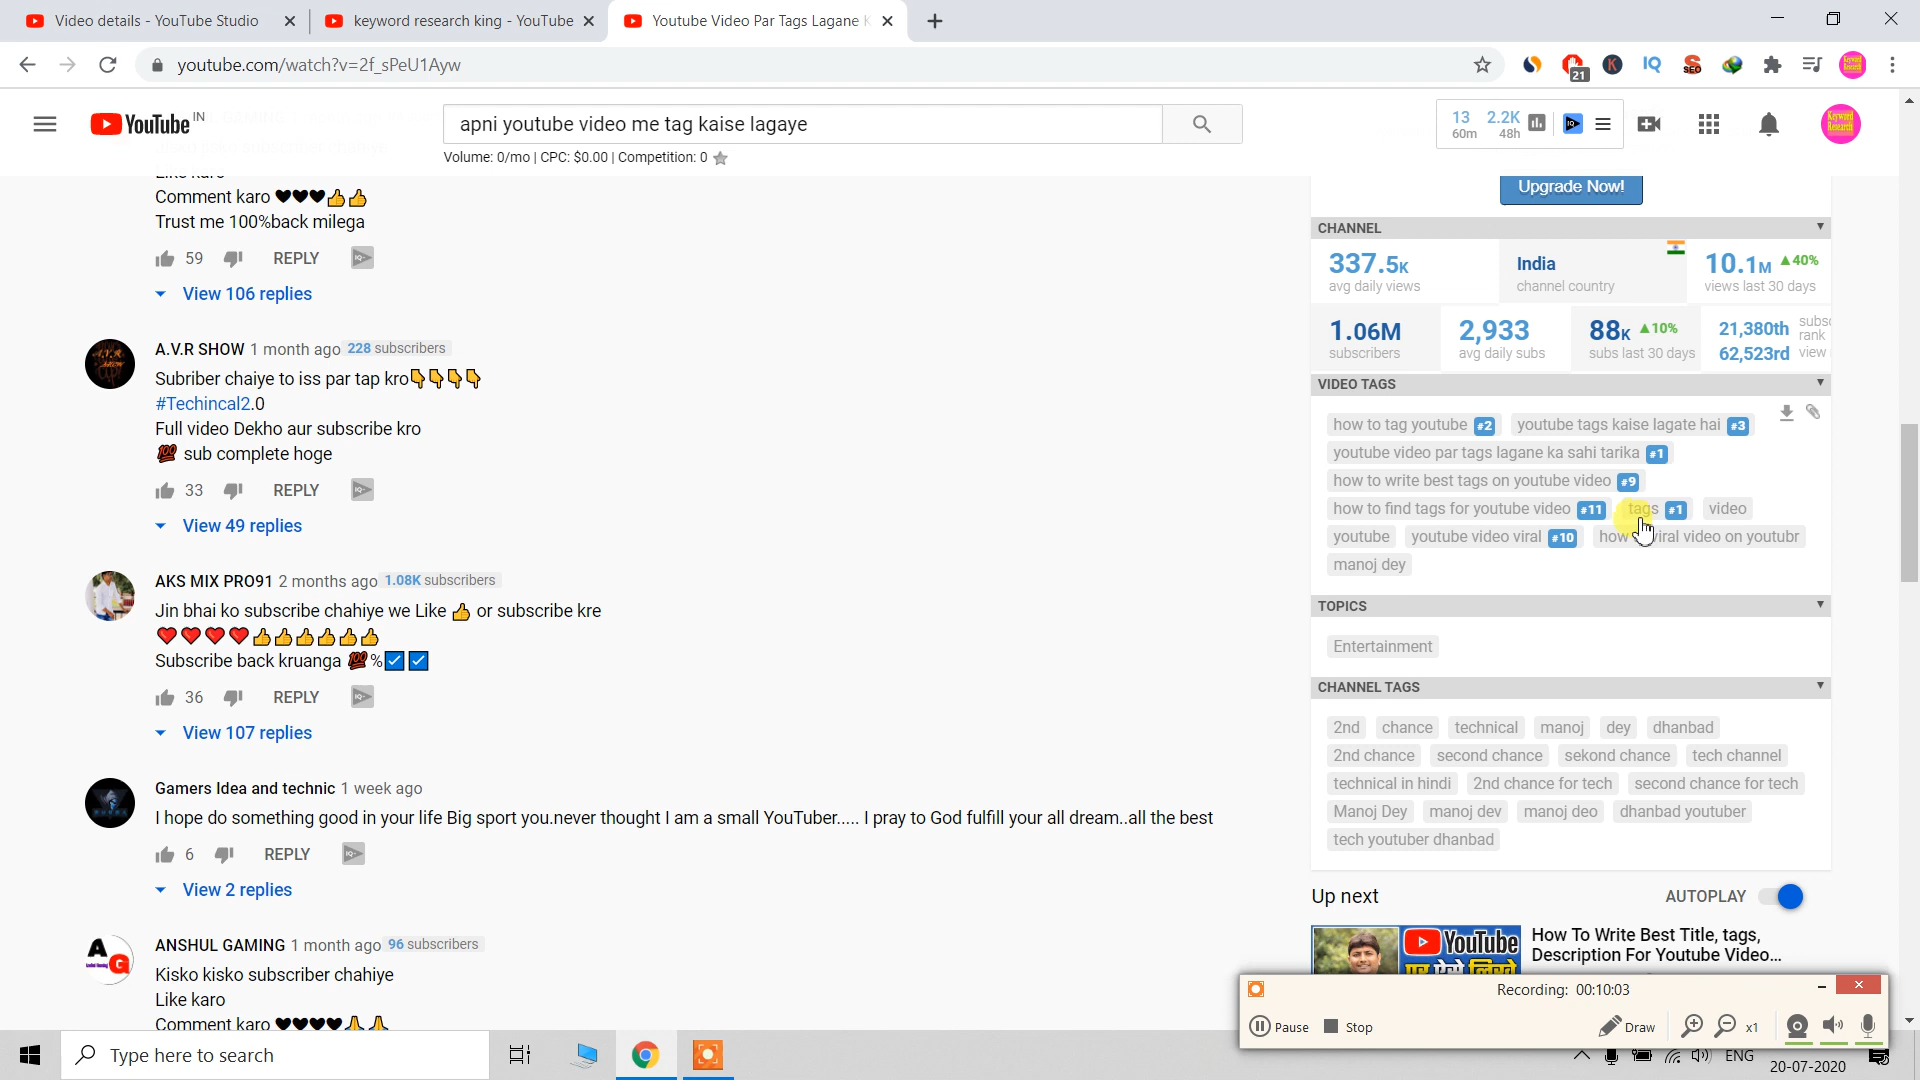 Video details - YouTube Studio
keyword research king - YouTube
Youtube Video Par Tags Lagane K
youtube.com/watch?v=2f_sPeU1Ayw
21
YouTube IN
apni youtube video me tag kaise lagaye
13 60m 2.2K 48h
Volume: 0/mo | CPC: $0.00 | Competition: 0
Keyword Research
Comment karo 🖤🖤🖤👍👍
Trust me 100%back milega
59 REPLY
View 106 replies
A.V.R SHOW 1 month ago 228 subscribers
Subriber chaiye to iss par tap kro👇👇👇👇
#Techincal2.0
Full video Dekho aur subscribe kro
💯 sub complete hoge
33 REPLY
View 49 replies
AKS MIX PRO91 2 months ago 1.08K subscribers
Jin bhai ko subscribe chahiye we Like 👍 or subscribe kre
❤❤❤❤👍👍👍👍👍👍
Subscribe back kruanga 💯%☑☑
36 REPLY
View 107 replies
Gamers Idea and technic 1 week ago
I hope do something good in your life Big sport you.never thought I am a small YouTuber..... I pray to God fulfill your all dream..all the best
6 REPLY
View 2 replies
ANSHUL GAMING 1 month ago 96 subscribers
Kisko kisko subscriber chahiye
Like karo
Comment karo 🖤🖤🖤🖤🙏🙏
Upgrade Now!
CHANNEL
337.5K avg daily views
India channel country
10.1M ▲40% views last 30 days
1.06M subscribers
2,933 avg daily subs
88K ▲10% subs last 30 days
21,380th subs rank
62,523rd view
VIDEO TAGS
how to tag youtube #2 youtube tags kaise lagate hai #3
youtube video par tags lagane ka sahi tarika #1
how to write best tags on youtube video #9
how to find tags for youtube video #11 tags #1 video
youtube youtube video viral #10 how viral video on youtubr
manoj dey
TOPICS
Entertainment
CHANNEL TAGS
2nd chance technical manoj dey dhanbad
2nd chance second chance sekond chance tech channel
technical in hindi 2nd chance for tech second chance for tech
Manoj Dey manoj dev manoj deo dhanbad youtuber
tech youtuber dhanbad
Up next AUTOPLAY
YouTube
How To Write Best Title, tags,
Description For Youtube Video...
Recording: 00:10:03
Pause Stop Draw x1
Type here to search
ENG
20-07-2020